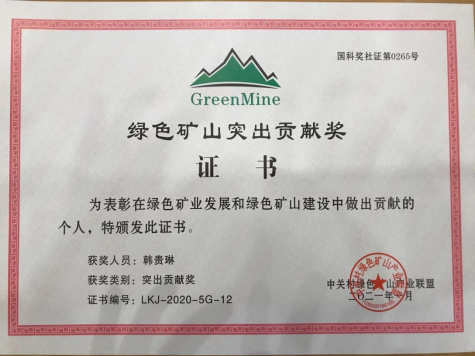 国科奖社证第0265号
GreenMine
绿色矿山突出贡献奖
证 书
为表彰在绿色矿业发展和绿色矿山建设中做出贡献的
个人，特颁发此证书。
获奖人员：韩贵琳
获奖类别：突出贡献奖
证书编号：LKJ-2020-5G-12
中关村绿色矿山产业联盟
二〇二一年 月